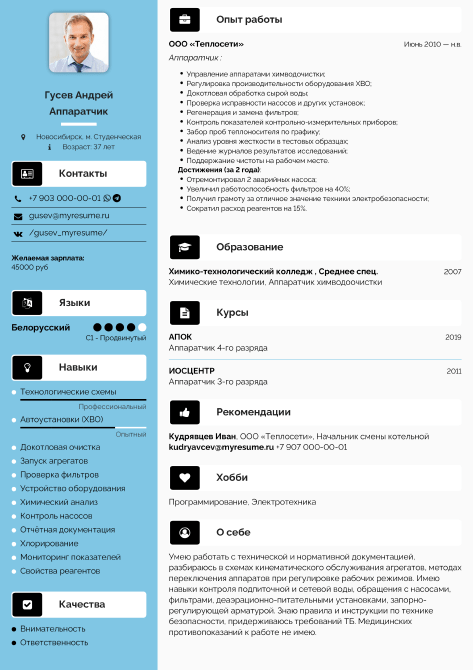 Гусев Андрей
Аппаратчик
Новосибирск, м. Студенческая
Возраст: 37 лет
Контакты
+7 903 000-00-01
gusev@myresume.ru
/gusev_myresume/
Желаемая зарплата:
45000 руб
Языки
Белорусский
C1 - Продвинутый
Навыки
Технологические схемы
Профессиональный
Автоустановки (ХВО)
Опытный
Докотловая очистка
Запуск агрегатов
Проверка фильтров
Устройство оборудования
Химический анализ
Контроль насосов
Отчётная документация
Хлорирование
Мониторинг показателей
Свойства реагентов
Качества
Внимательность
Ответственность
Опыт работы
ООО «Теплосети» Июнь 2010 — н.в.
Аппаратчик :
Управление аппаратами химводоочистки;
Регулировка производительности оборудования ХВО;
Докотловая обработка сырой воды;
Проверка исправности насосов и других установок;
Регенерация и замена фильтров;
Контроль показателей контрольно-измерительных приборов;
Забор проб теплоносителя по графику;
Анализ уровня жесткости в тестовых образцах;
Ведение журналов результатов исследований;
Поддержание чистоты на рабочем месте.
Достижения (за 2 года):
Отремонтировал 2 аварийных насоса;
Увеличил работоспособность фильтров на 40%;
Получил грамоту за отличное значение техники электробезопасности;
Сократил расход реагентов на 15%.
Образование
Химико-технологический колледж , Среднее спец. 2007
Химические технологии, Аппаратчик химводоочистки
Курсы
АПОК 2019
Аппаратчик 4-го разряда
ИОСЦЕНТР 2011
Аппаратчик 3-го разряда
Рекомендации
Кудрявцев Иван, ООО «Теплосети», Начальник смены котельной
kudryavcev@myresume.ru +7 907 000-00-01
Хобби
Программирование, Электротехника
О себе
Умею работать с технической и нормативной документацией,
разбираюсь в схемах кинематического обслуживания агрегатов, методах
переключения аппаратов при регулировке рабочих режимов. Имею
навыки контроля подпиточной и сетевой воды, обращения с насосами,
фильтрами, деаэрационно-питательными установками, запорно-
регулирующей арматурой. Знаю правила и инструкции по технике
безопасности, придерживаюсь требований ТБ. Медицинских
противопоказаний к работе не имею.